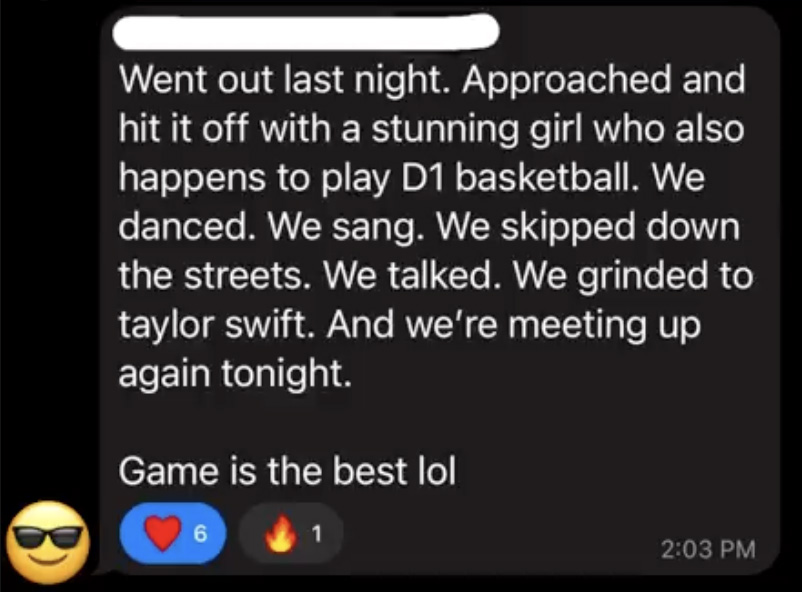 Went out last night. Approached and
hit it off with a stunning girl who also
happens to play D1 basketball. We
danced. We sang. We skipped down
the streets. We talked. We grinded to
taylor swift. And we're meeting up
again tonight.
Game is the best lol
6 1
2:03 PM